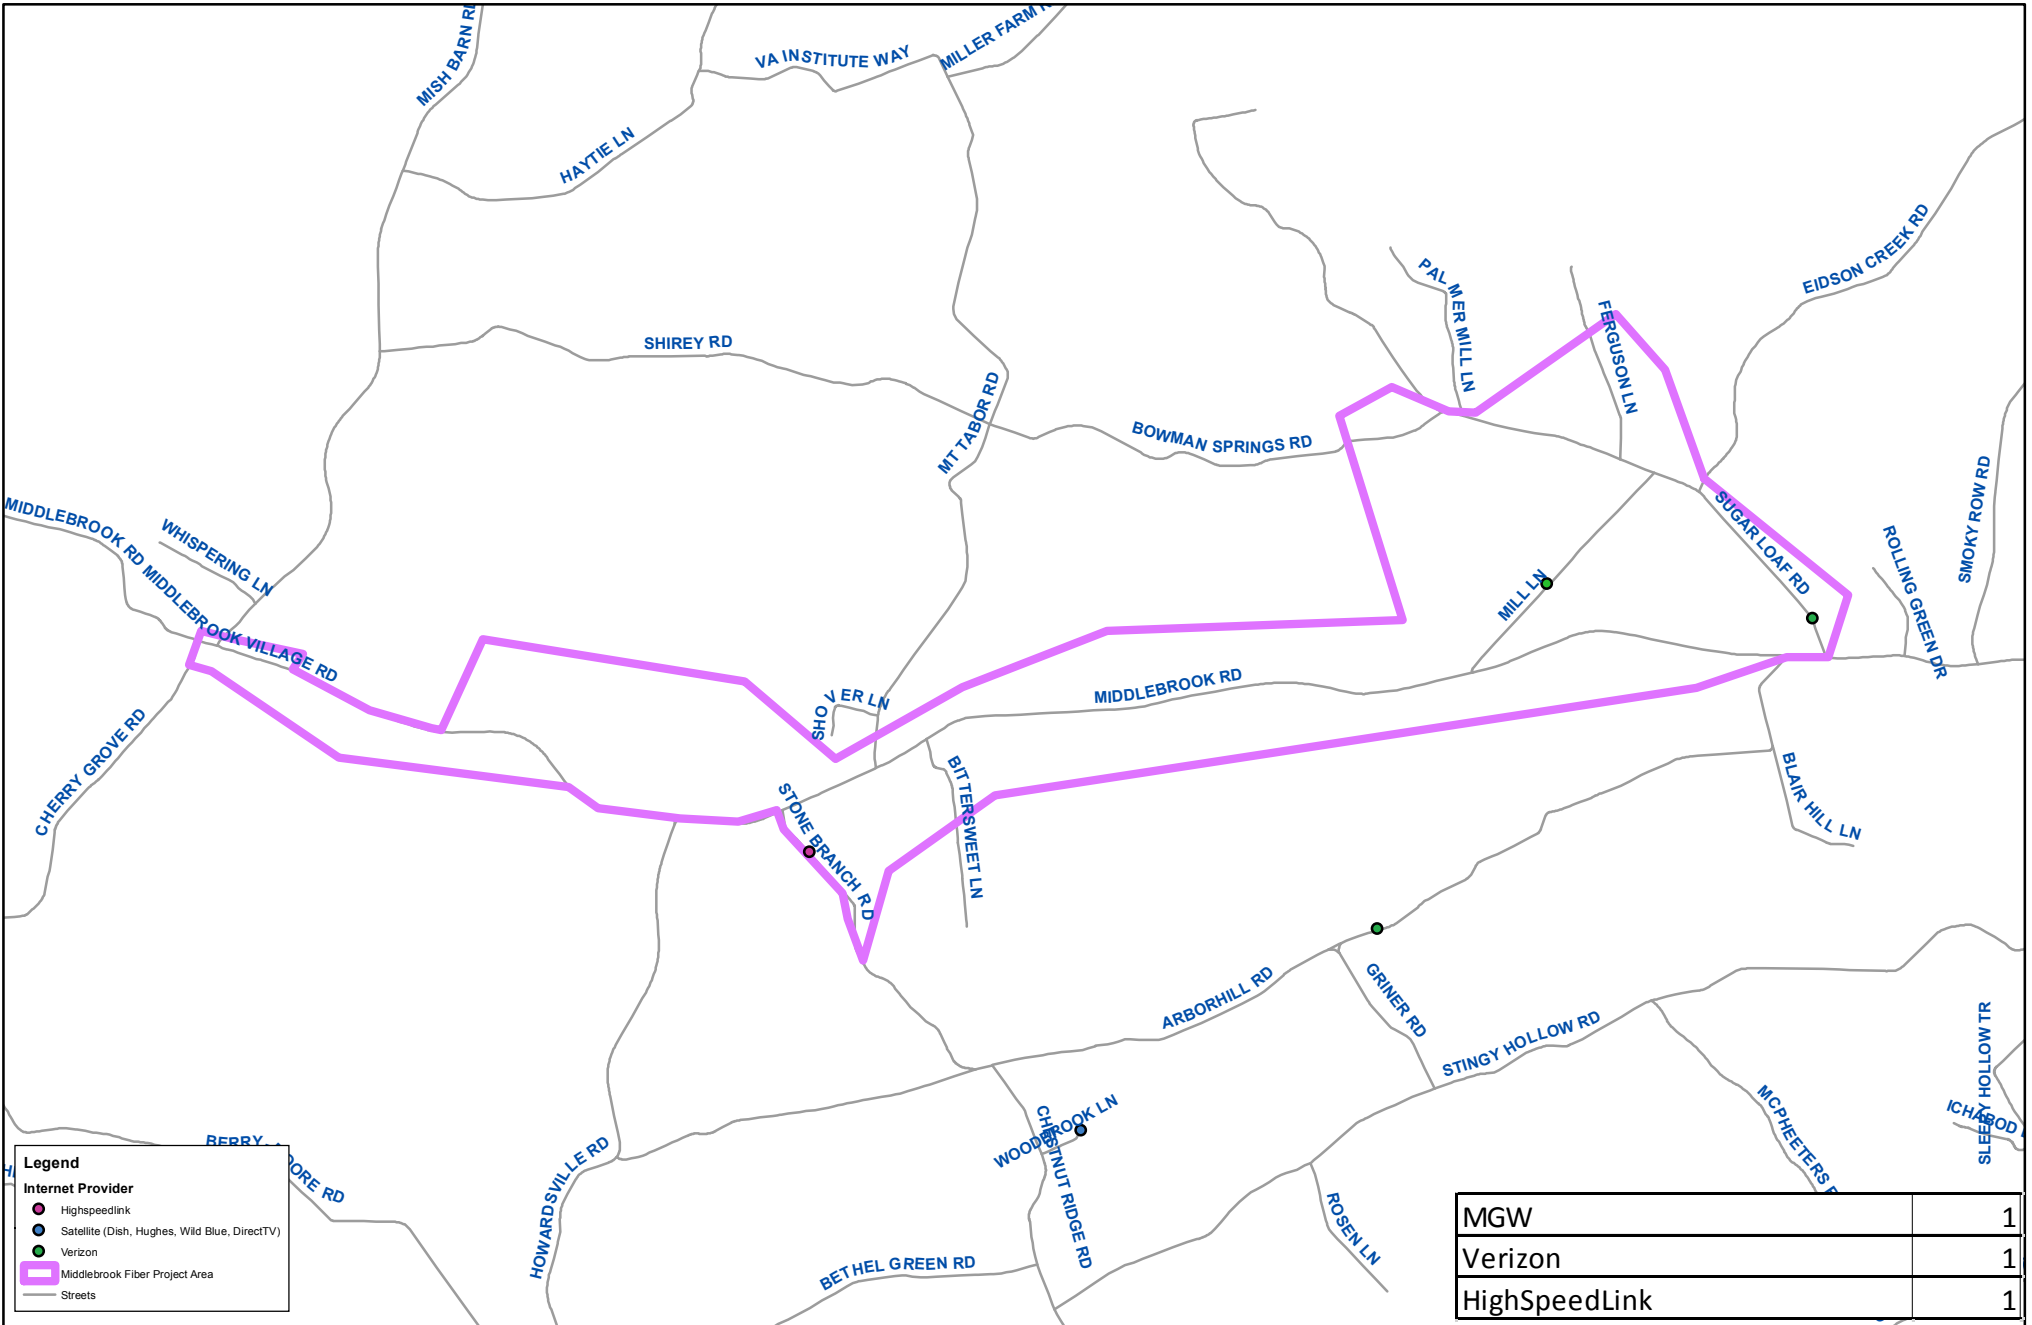 MISH BARN RD
VA INSTITUTE WAY
MILLER FARM
HAYTIE LN
EIDSON CREEK RD
PALMER MILL LN
FERGUSON LN
SHIREY RD
MT TABOR RD
BOWMAN SPRINGS RD
SMOKY ROW RD
MIDDLEBROOK RD
WHISPERING LN
MIDDLEBROOK VILLAGE RD
SUGAR LOAF RD
ROLLING GREEN DR
MILL LN
MIDDLEBROOK RD
SHOVER LN
CHERRY GROVE RD
STONE BRANCH RD
BITTERSWEET LN
BLAIR HILL LN
ARBORHILL RD
GRINER RD
STINGY HOLLOW RD
SLEEPY HOLLOW TR
ICHABOD
MCPHEETERS
CHESTNUT RIDGE RD
WOODBROOK LN
HOWARDSVILLE RD
BERRY MOORE RD
ROSEN LN
BETHEL GREEN RD
Legend
Internet Provider
Highspeedlink
Satellite (Dish, Hughes, Wild Blue, DirectTV)
Verizon
Middlebrook Fiber Project Area
Streets
MGW 1
Verizon 1
HighSpeedLink 1